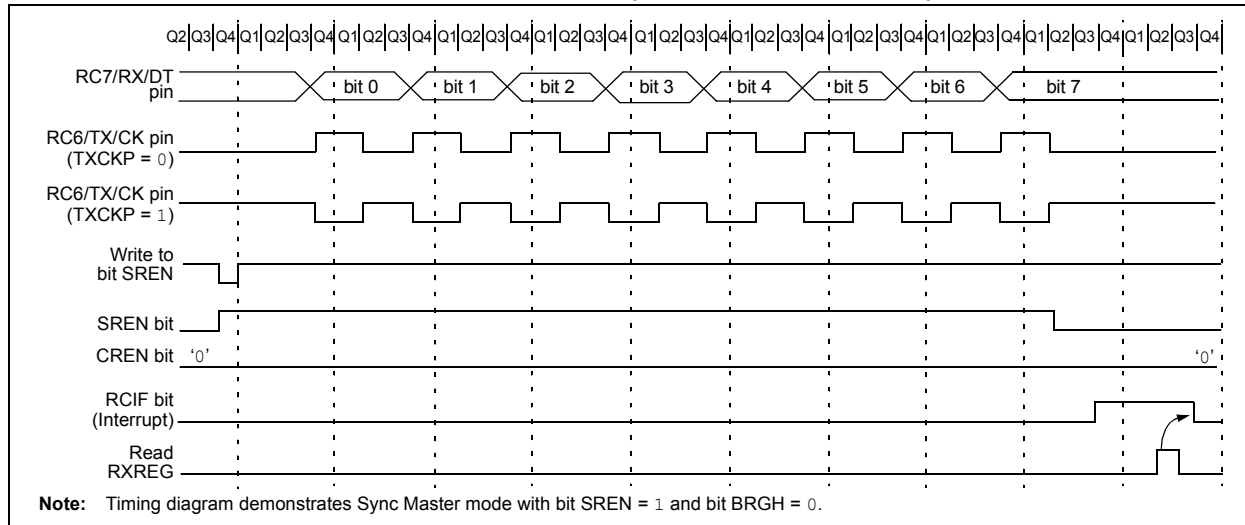 Q2 Q3 Q4 Q1 Q2 Q3 Q4 Q1 Q2 Q3 Q4 Q1 Q2 Q3 Q4 Q1 Q2 Q3 Q4 Q1 Q2 Q3 Q4 Q1 Q2 Q3 Q4 Q1 Q2 Q3 Q4 Q1 Q2 Q3 Q4 Q1 Q2 Q3 Q4 Q1 Q2 Q3 Q4
RC7/RX/DT
pin
bit 0 bit 1 bit 2 bit 3 bit 4 bit 5 bit 6 bit 7
RC6/TX/CK pin
(TXCKP = 0)
RC6/TX/CK pin
(TXCKP = 1)
Write to
bit SREN
SREN bit
CREN bit ‘0’ ‘0’
RCIF bit
(Interrupt)
Read
RXREG
Note: Timing diagram demonstrates Sync Master mode with bit SREN = 1 and bit BRGH = 0.